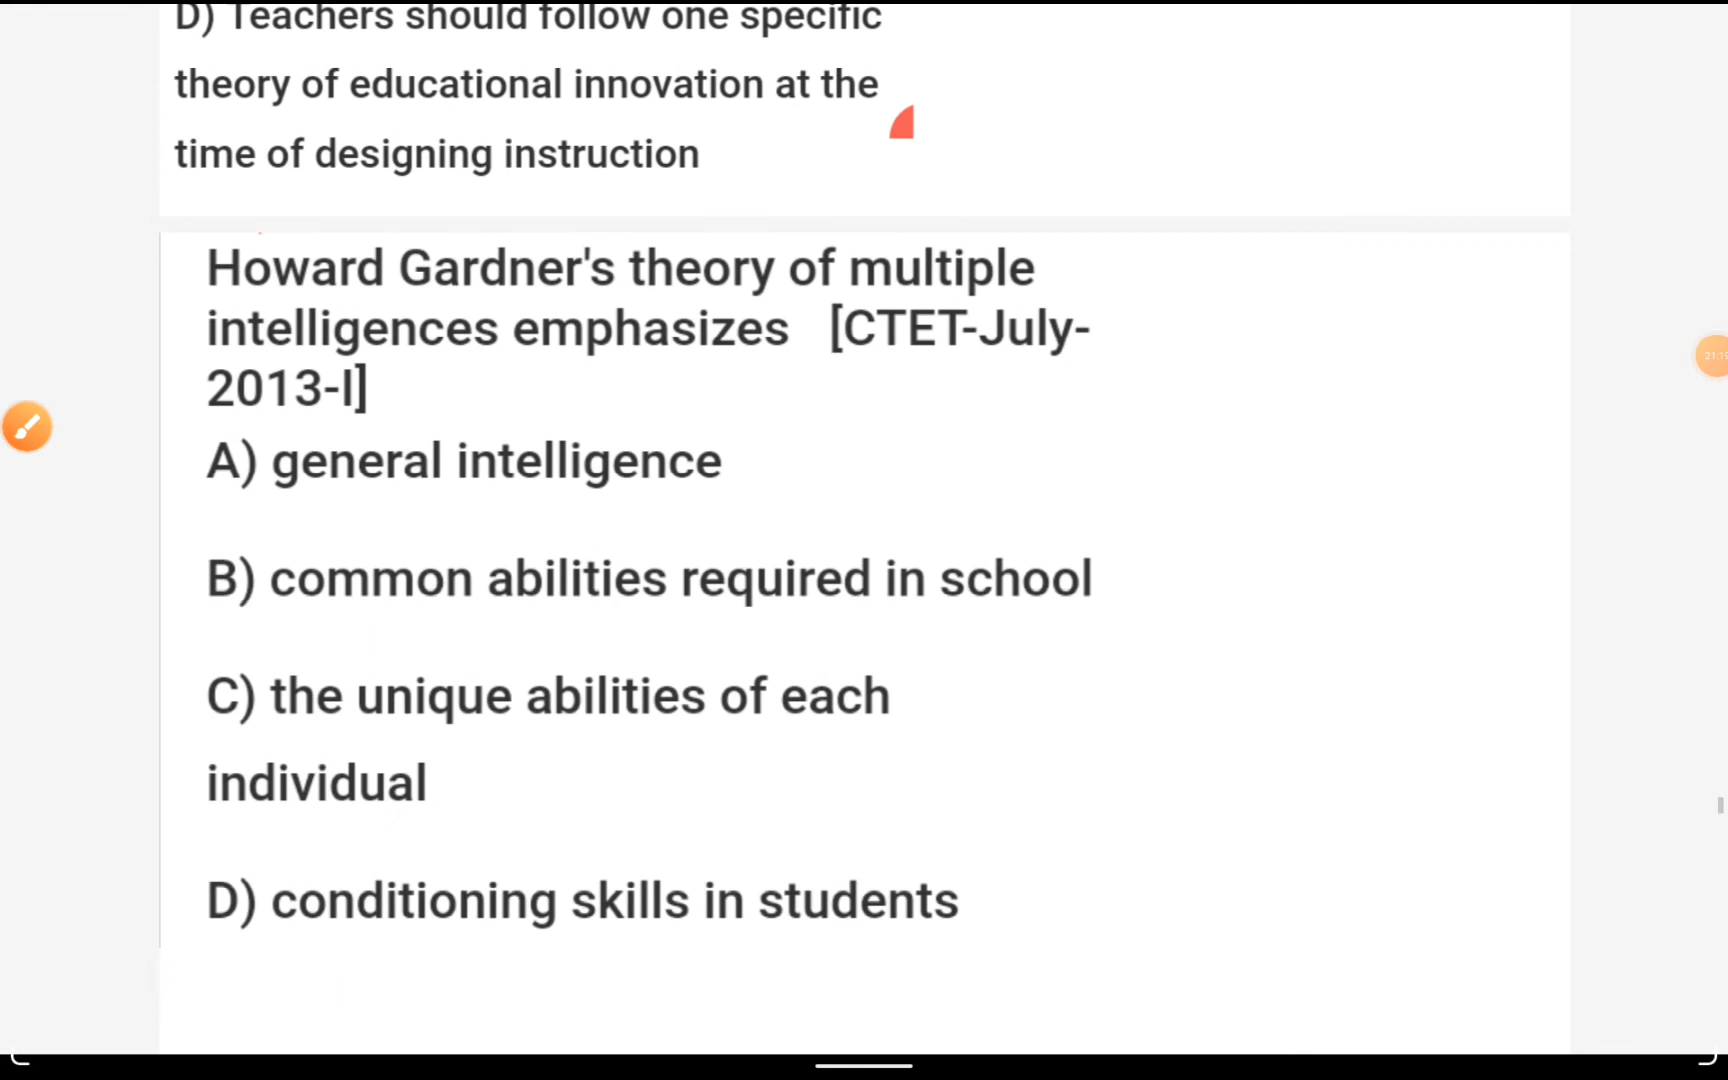 D) Teachers should follow one specific
theory of educational innovation at the
time of designing instruction
Howard Gardner's theory of multiple
intelligences emphasizes [CTET-July-
2013-I]
A) general intelligence
B) common abilities required in school
C) the unique abilities of each
individual
D) conditioning skills in students